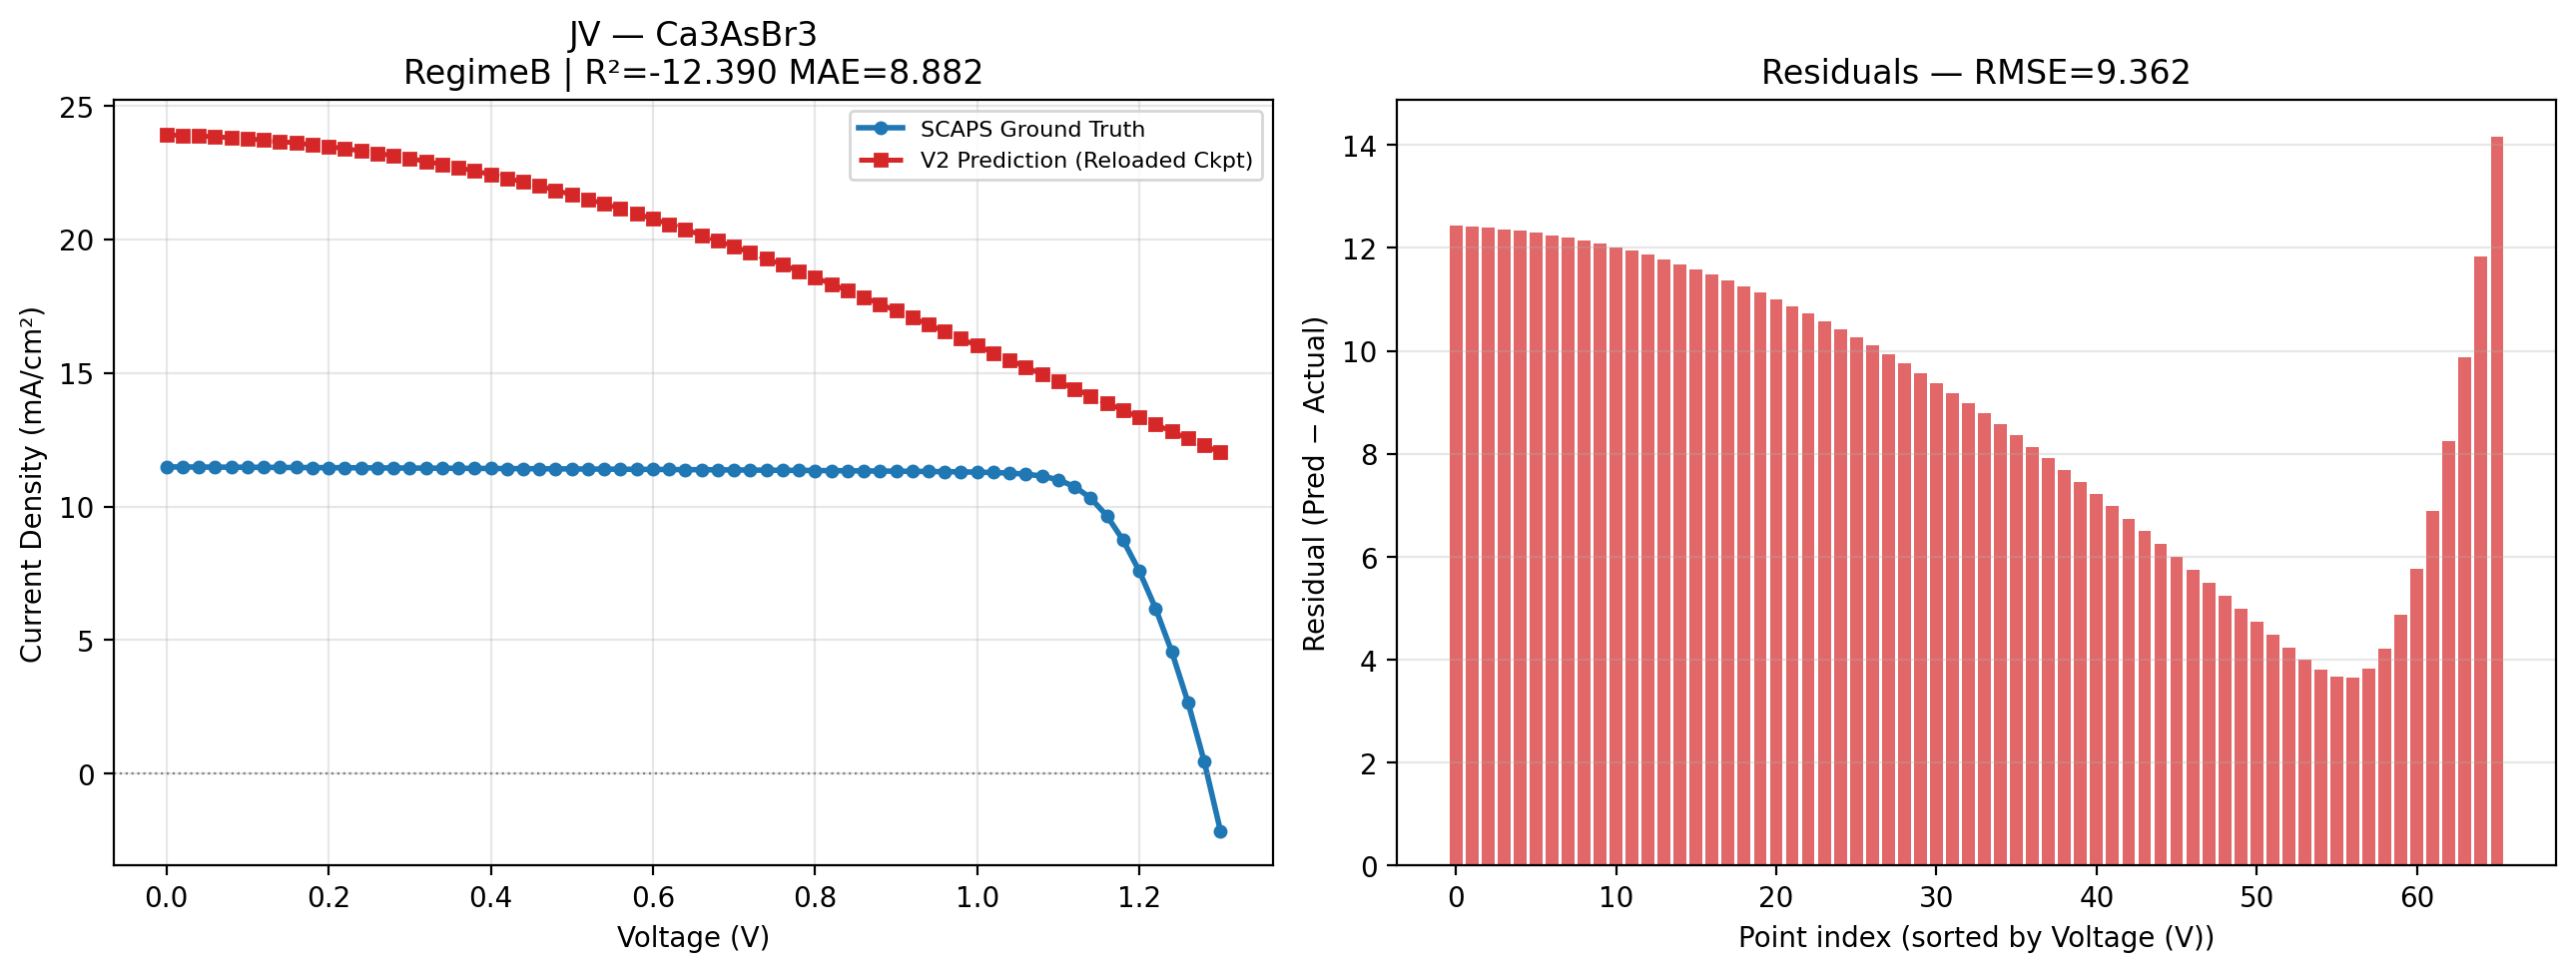 JV — Ca3AsBr3
RegimeB | R²=-12.390 MAE=8.882
25
20
15
10
5
0
Current Density (mA/cm²)
SCAPS Ground Truth
V2 Prediction (Reloaded Ckpt)
0.0 0.2 0.4 0.6 0.8 1.0 1.2
Voltage (V)
Residuals — RMSE=9.362
14
12
10
8
6
4
2
0
Residual (Pred − Actual)
0 10 20 30 40 50 60
Point index (sorted by Voltage (V))